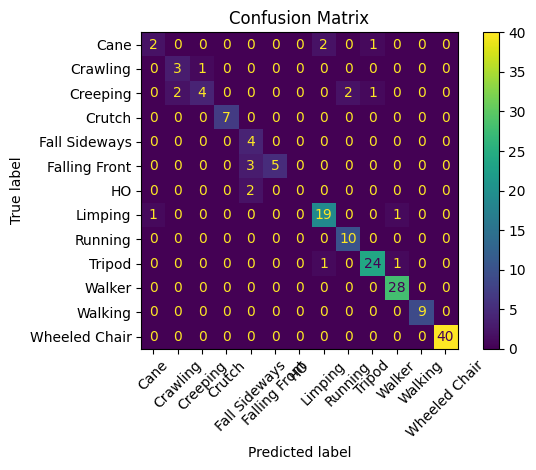 Confusion Matrix
Cane 2 0 0 0 0 0 0 2 0 1 0 0 0
Crawling 0 3 1 0 0 0 0 0 0 0 0 0 0
Creeping 0 2 4 0 0 0 0 0 2 1 0 0 0
Crutch 0 0 0 7 0 0 0 0 0 0 0 0 0
Fall Sideways 0 0 0 0 4 0 0 0 0 0 0 0 0
Falling Front 0 0 0 0 3 5 0 0 0 0 0 0 0
HO 0 0 0 0 2 0 0 0 0 0 0 0 0
Limping 1 0 0 0 0 0 0 19 0 0 1 0 0
Running 0 0 0 0 0 0 0 0 10 0 0 0 0
Tripod 0 0 0 0 0 0 0 1 0 24 1 0 0
Walker 0 0 0 0 0 0 0 0 0 0 28 0 0
Walking 0 0 0 0 0 0 0 0 0 0 0 9 0
Wheeled Chair 0 0 0 0 0 0 0 0 0 0 0 0 40
True label
Cane
Crawling
Creeping
Crutch
Fall Sideways
Falling Front
HO
Limping
Running
Tripod
Walker
Walking
Wheeled Chair
Predicted label
40
35
30
25
20
15
10
5
0